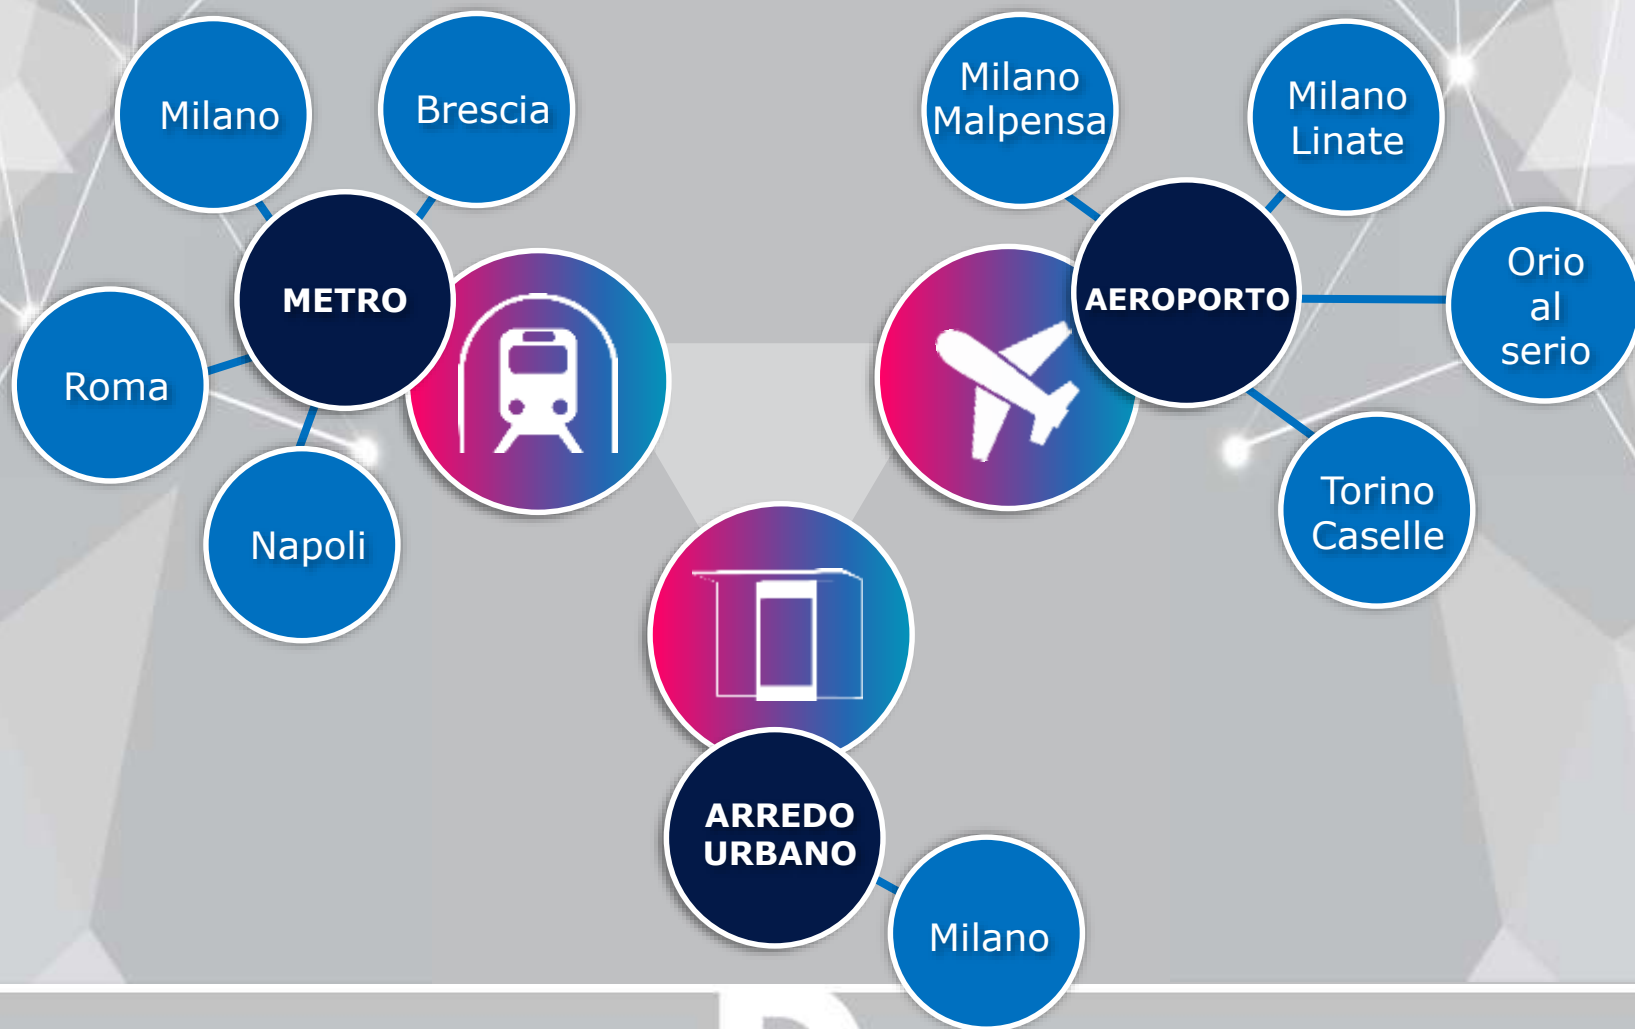 Milano
Brescia
METRO
Roma
Napoli
Milano
Malpensa
Milano
Linate
AEROPORTO
Orio
al
serio
Torino
Caselle
ARREDO
URBANO
Milano